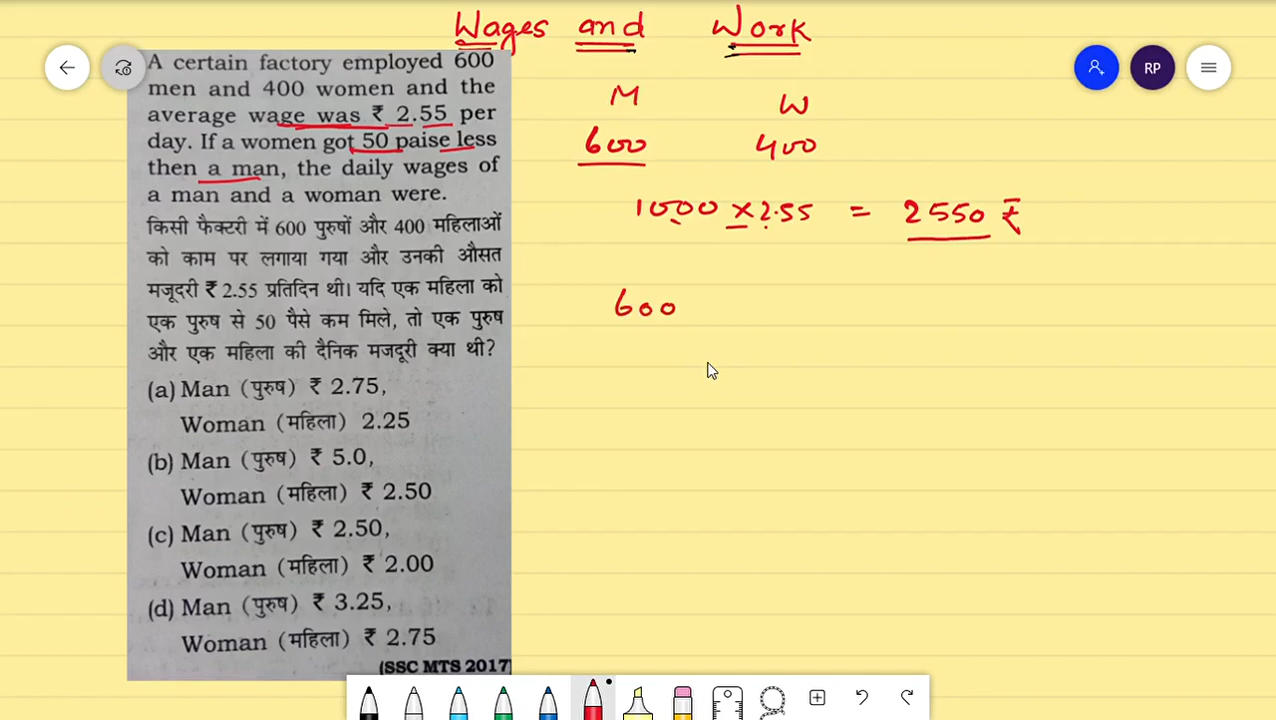 Wages and Work
A certain factory employed 600
men and 400 women and the
average wage was ₹ 2.55 per
day. If a women got 50 paise less
then a man, the daily wages of
a man and a woman were.
किसी फैक्टरी में 600 पुरुषों और 400 महिलाओं
को काम पर लगाया गया और उनकी औसत
मजूदरी ₹ 2.55 प्रतिदिन थी। यदि एक महिला को
एक पुरुष से 50 पैसे कम मिले, तो एक पुरुष
और एक महिला की दैनिक मजदूरी क्या थी?
(a) Man (पुरुष) ₹ 2.75,
Woman (महिला) 2.25
(b) Man (पुरुष) ₹ 5.0,
Woman (महिला) ₹ 2.50
(c) Man (पुरुष) ₹ 2.50,
Woman (महिला) ₹ 2.00
(d) Man (पुरुष) ₹ 3.25,
Woman (महिला) ₹ 2.75
(SSC MTS 2017)
M W
600 400
1000 × 2.55 = 2550 ₹
600
RP